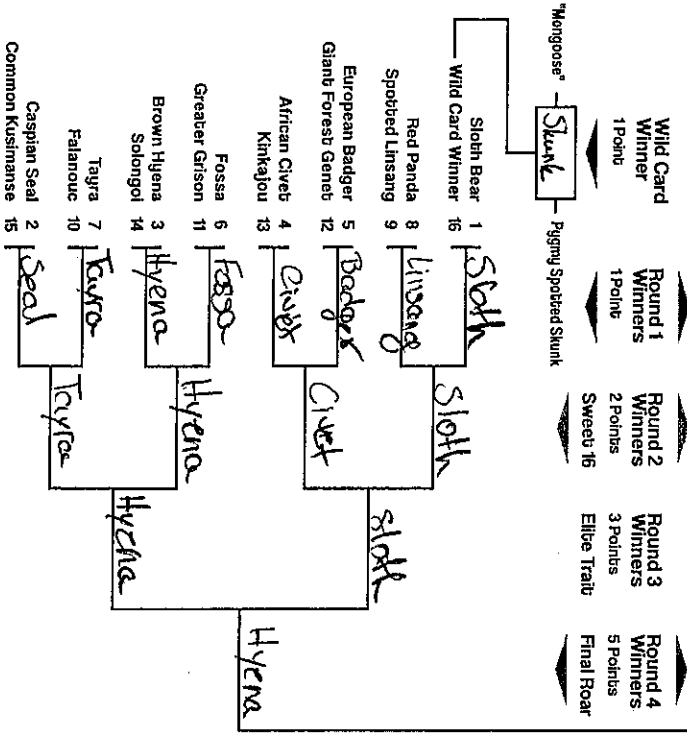 Wild Card
Winner
1 Point
"Mongoose"
Skunk
Pygmy Spotted Skunk
Round 1
Winners
1 Point
Round 2
Winners
2 Points
Sweet 16
Round 3
Winners
3 Points
Elite Trait
Round 4
Winners
5 Points
Final Roar
Sloth Bear 1
Wild Card Winner 16
Sloth
Red Panda 8
Spotted Linsang 9
Linsang
Sloth
European Badger 5
Giant Forest Genet 12
Badger
African Civet 4
Kinkajou 13
Civet
Civet
Sloth
Fossa 6
Greater Grison 11
Fossa
Brown Hyena 3
Solongoi 14
Hyena
Hyena
Tayra 7
Falanouc 10
Tayra
Caspian Seal 2
Common Kusimanse 15
Seal
Tayra
Hyena
Hyena